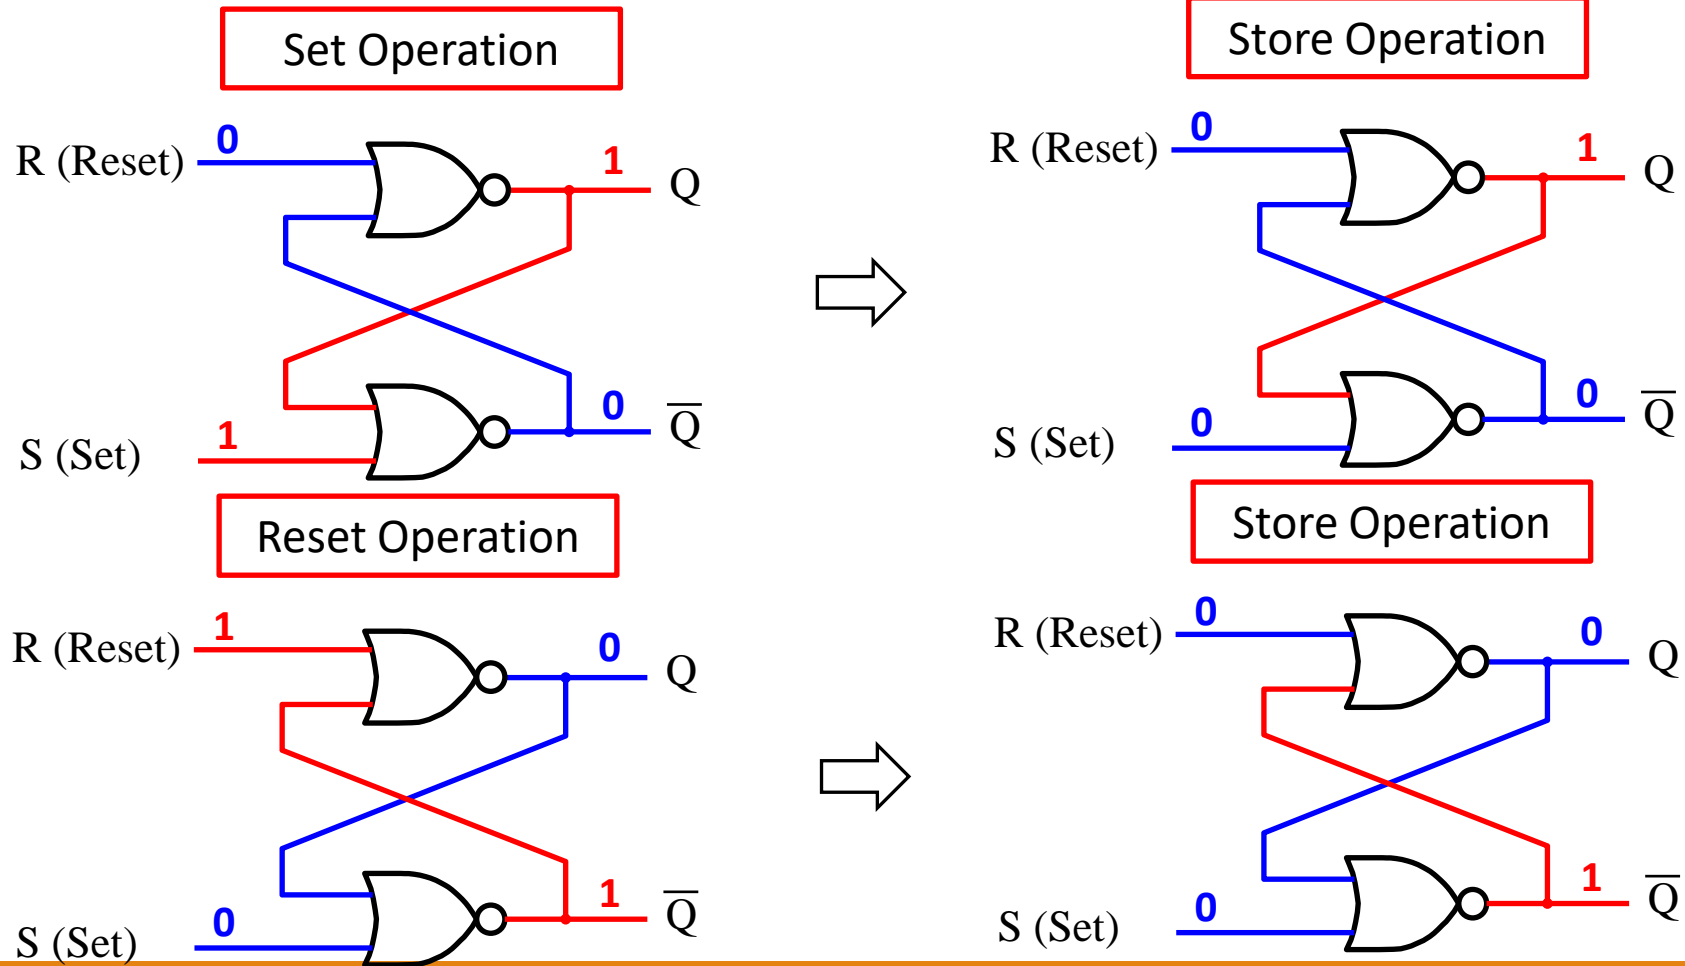 Set Operation
Store Operation
R (Reset) 0 1 Q
R (Reset) 0 1 Q
S (Set) 1 0 Q̅
S (Set) 0 0 Q̅
Reset Operation
Store Operation
R (Reset) 1 0 Q
R (Reset) 0 0 Q
S (Set) 0 1 Q̅
S (Set) 0 1 Q̅